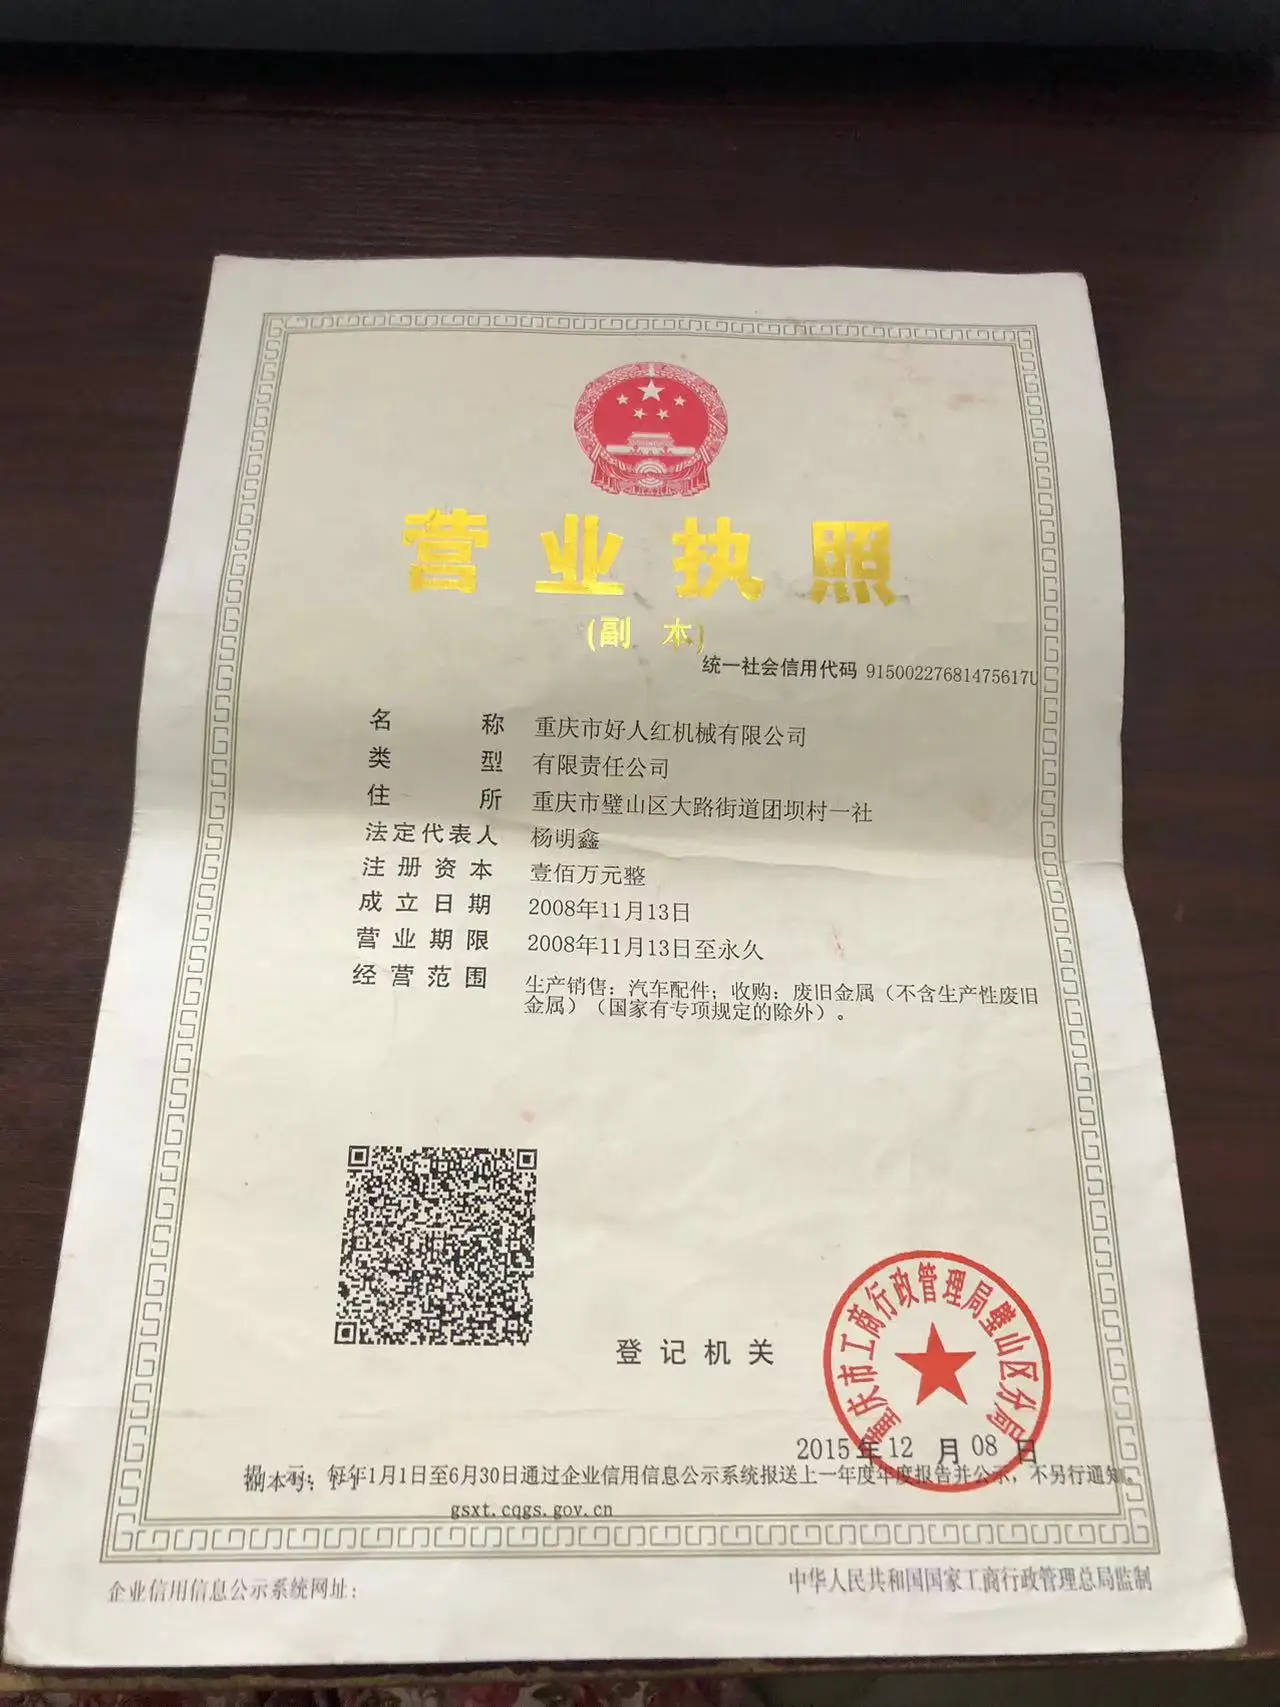 营业执照
(副 本)
统一社会信用代码 91500227681475617U
名 称 重庆市好人红机械有限公司
类 型 有限责任公司
住 所 重庆市璧山区大路街道团坝村一社
法定代表人 杨明鑫
注册资本 壹佰万元整
成立日期 2008年11月13日
营业期限 2008年11月13日至永久
经营范围 生产销售：汽车配件；收购：废旧金属（不含生产性废旧
金属）（国家有专项规定的除外）。
重庆市工商行政管理局璧山区分局
登记机关
2015年12月08日
每年1月1日至6月30日通过企业信用信息公示系统报送上一年度年度报告并公示，不另行通知。
副本号：
gsxt.cqgs.gov.cn
企业信用信息公示系统网址：
中华人民共和国国家工商行政管理总局监制